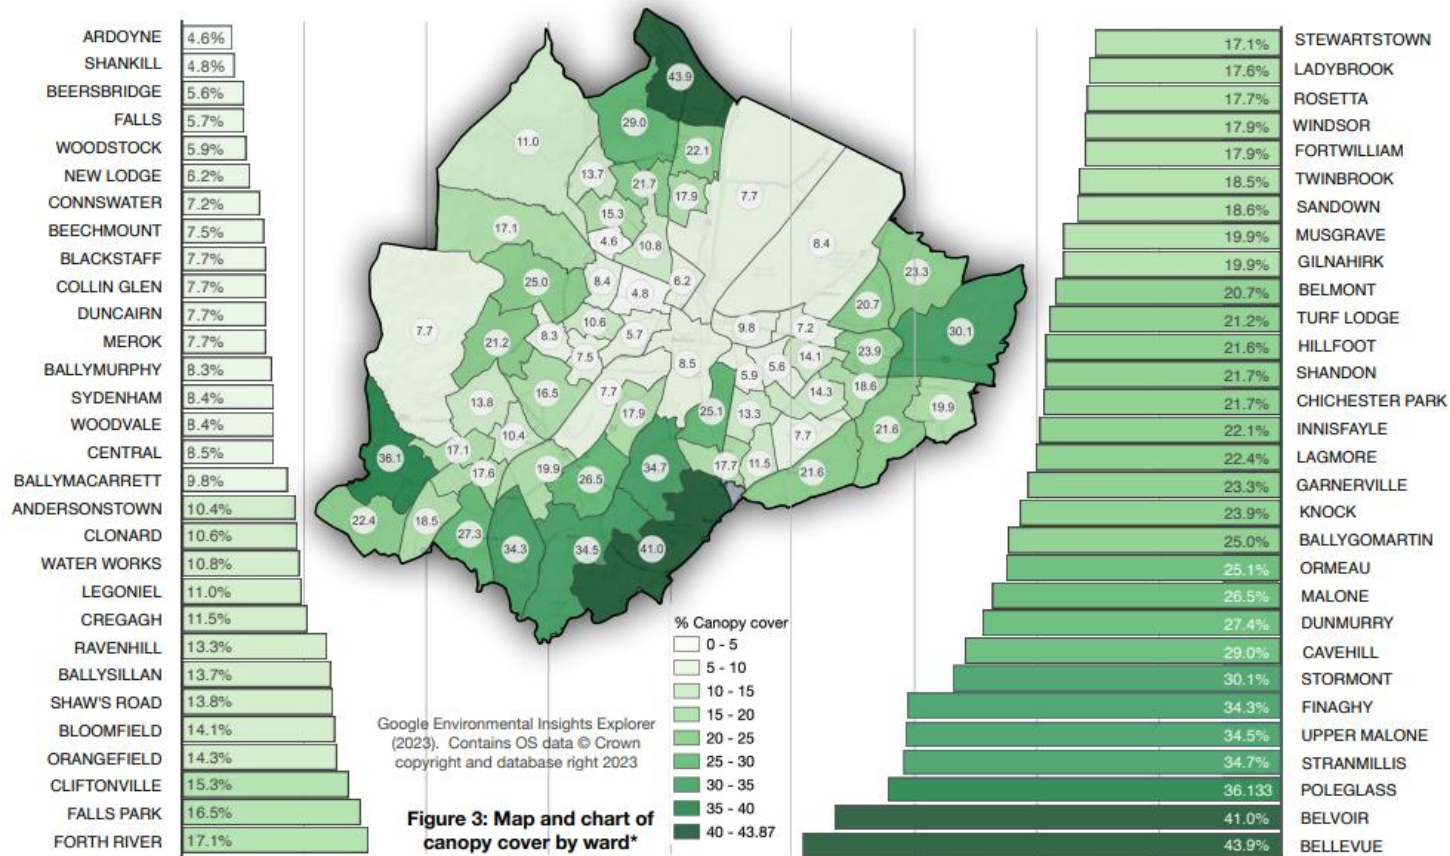 ARDOYNE 4.6%
SHANKILL 4.8%
BEERSBRIDGE 5.6%
FALLS 5.7%
WOODSTOCK 5.9%
NEW LODGE 6.2%
CONNSWATER 7.2%
BEECHMOUNT 7.5%
BLACKSTAFF 7.7%
COLLIN GLEN 7.7%
DUNCAIRN 7.7%
MEROK 7.7%
BALLYMURPHY 8.3%
SYDENHAM 8.4%
WOODVALE 8.4%
CENTRAL 8.5%
BALLYMACARRETT 9.8%
ANDERSONSTOWN 10.4%
CLONARD 10.6%
WATER WORKS 10.8%
LEGONIEL 11.0%
CREGAGH 11.5%
RAVENHILL 13.3%
BALLYSILLAN 13.7%
SHAW'S ROAD 13.8%
BLOOMFIELD 14.1%
ORANGEFIELD 14.3%
CLIFTONVILLE 15.3%
FALLS PARK 16.5%
FORTH RIVER 17.1%
43.9
29.0
11.0
22.1
13.7
21.7
17.9
7.7
15.3
17.1
4.6
10.8
8.4
23.3
25.0
8.4
4.8
6.2
20.7
7.7
21.2
8.3
10.6
5.7
9.8
7.2
30.1
7.5
8.5
5.9
5.6
14.1
23.9
13.8
16.5
7.7
17.9
25.1
13.3
14.3
18.6
19.9
10.4
7.7
21.6
36.1
17.1
17.6
19.9
26.5
34.7
17.7
11.5
21.6
22.4
18.5
27.3
34.3
34.5
41.0
% Canopy cover
0 - 5
5 - 10
10 - 15
15 - 20
20 - 25
25 - 30
30 - 35
35 - 40
40 - 43.87
Google Environmental Insights Explorer
(2023). Contains OS data © Crown
copyright and database right 2023
Figure 3: Map and chart of
canopy cover by ward*
17.1% STEWARTSTOWN
17.6% LADYBROOK
17.7% ROSETTA
17.9% WINDSOR
17.9% FORTWILLIAM
18.5% TWINBROOK
18.6% SANDOWN
19.9% MUSGRAVE
19.9% GILNAHIRK
20.7% BELMONT
21.2% TURF LODGE
21.6% HILLFOOT
21.7% SHANDON
21.7% CHICHESTER PARK
22.1% INNISFAYLE
22.4% LAGMORE
23.3% GARNERVILLE
23.9% KNOCK
25.0% BALLYGOMARTIN
25.1% ORMEAU
26.5% MALONE
27.4% DUNMURRY
29.0% CAVEHILL
30.1% STORMONT
34.3% FINAGHY
34.5% UPPER MALONE
34.7% STRANMILLIS
36.133 POLEGLASS
41.0% BELVOIR
43.9% BELLEVUE